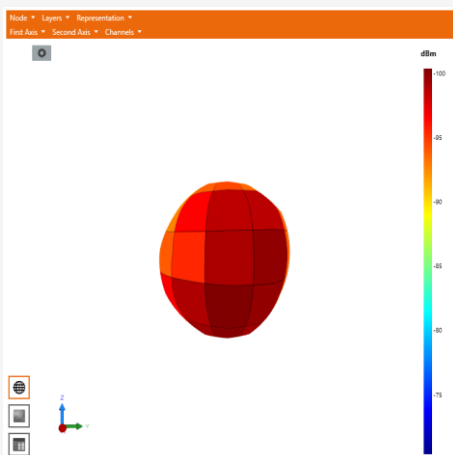 Node Layers Representation
First Axis Second Axis Channels
dBm
-100
-95
-90
-85
-80
-75
Z
Y